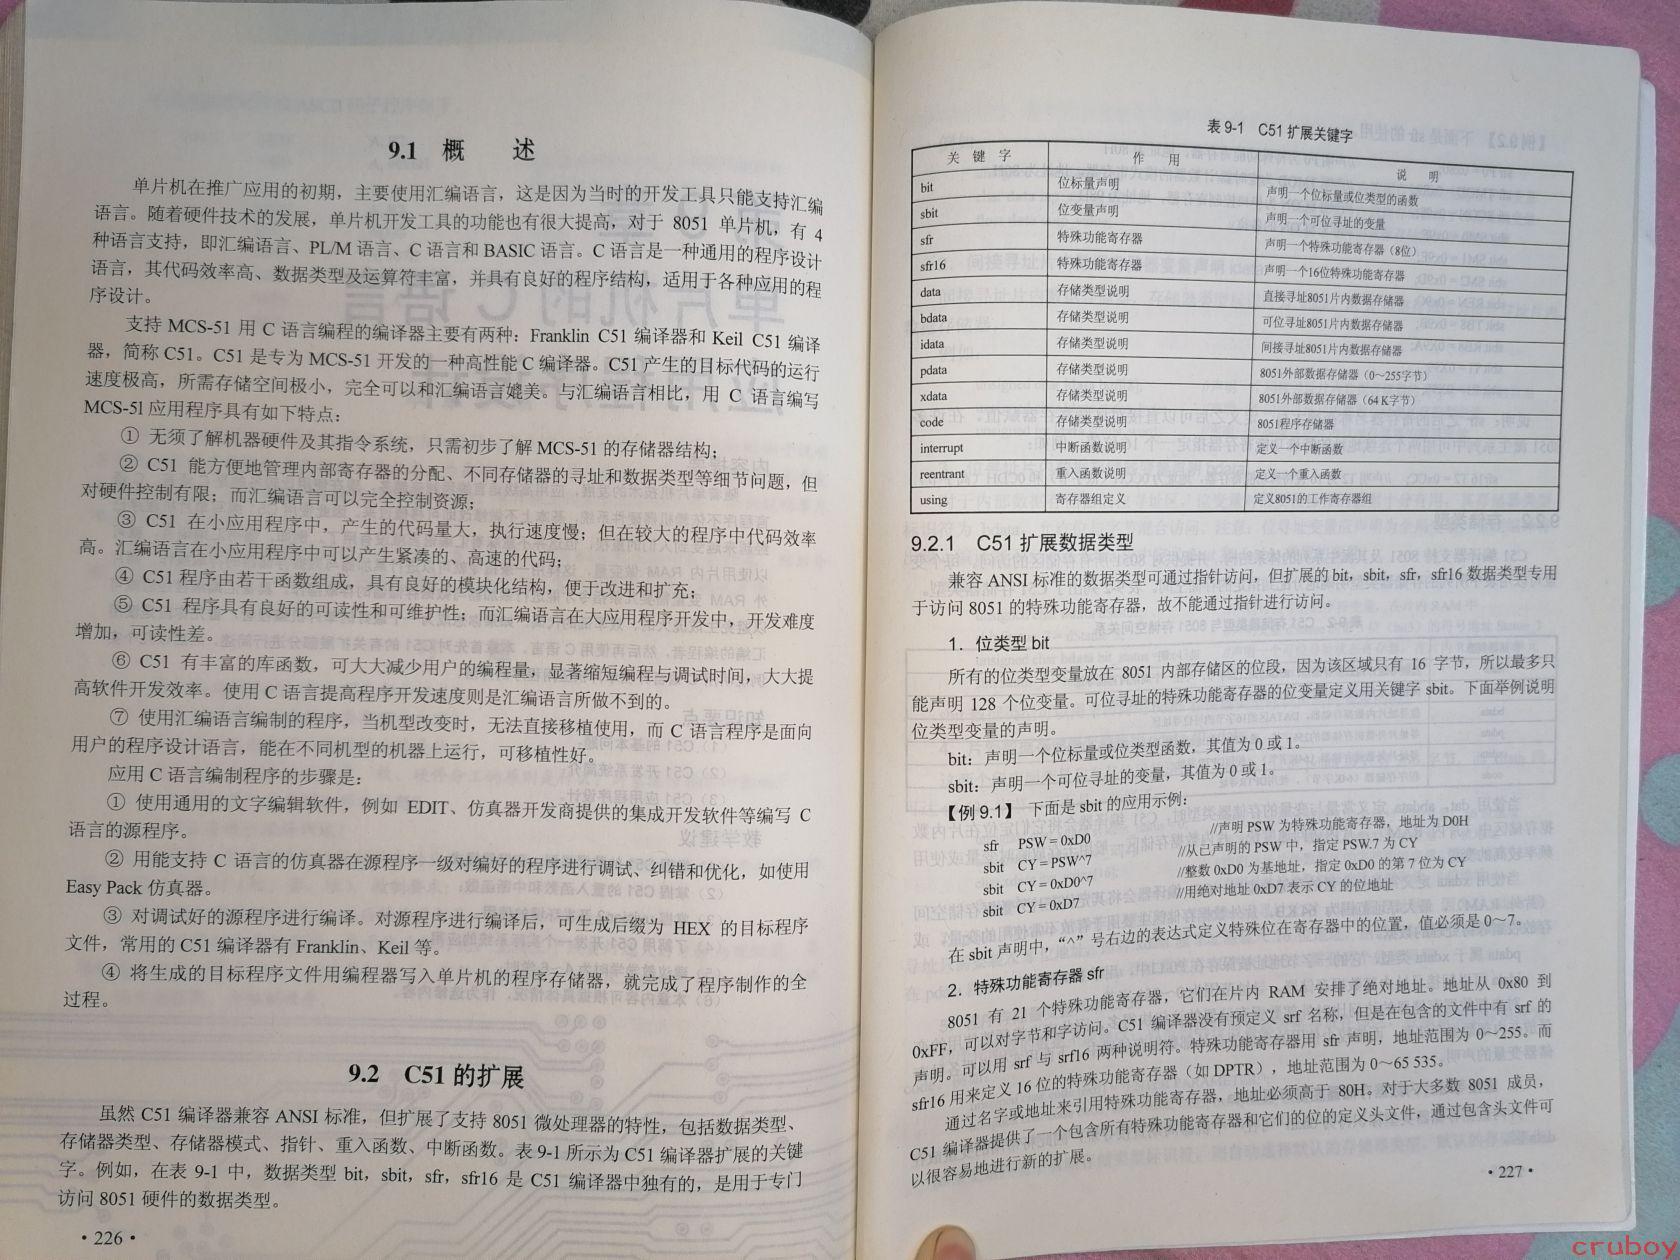 9.1 概 述
单片机在推广应用的初期，主要使用汇编语言，这是因为当时的开发工具只能支持汇编
语言。随着硬件技术的发展，单片机开发工具的功能也有很大提高，对于 8051 单片机，有 4
种语言支持，即汇编语言、PL/M 语言、C 语言和 BASIC 语言。C 语言是一种通用的程序设计
语言，其代码效率高、数据类型及运算符丰富，并具有良好的程序结构，适用于各种应用的程
序设计。
支持 MCS-51 用 C 语言编程的编译器主要有两种：Franklin C51 编译器和 Keil C51 编译
器，简称 C51。C51 是专为 MCS-51 开发的一种高性能 C 编译器。C51 产生的目标代码的运行
速度极高，所需存储空间极小，完全可以和汇编语言媲美。与汇编语言相比，用 C 语言编写
MCS-51 应用程序具有如下特点：
① 无须了解机器硬件及其指令系统，只需初步了解 MCS-51 的存储器结构；
② C51 能方便地管理内部寄存器的分配、不同存储器的寻址和数据类型等细节问题，但
对硬件控制有限；而汇编语言可以完全控制资源；
③ C51 在小应用程序中，产生的代码量大，执行速度慢；但在较大的程序中代码效率
高。汇编语言在小应用程序中可以产生紧凑的、高速的代码；
④ C51 程序由若干函数组成，具有良好的模块化结构，便于改进和扩充；
⑤ C51 程序具有良好的可读性和可维护性；而汇编语言在大应用程序开发中，开发难度
增加，可读性差。
⑥ C51 有丰富的库函数，可大大减少用户的编程量，显著缩短编程与调试时间，大大提
高软件开发效率。使用 C 语言提高程序开发速度则是汇编语言所做不到的。
⑦ 使用汇编语言编制的程序，当机型改变时，无法直接移植使用，而 C 语言程序是面向
用户的程序设计语言，能在不同机型的机器上运行，可移植性好。
应用 C 语言编制程序的步骤是：
① 使用通用的文字编辑软件，例如 EDIT、仿真器开发商提供的集成开发软件等编写 C
语言的源程序。
② 用能支持 C 语言的仿真器在源程序一级对编好的程序进行调试、纠错和优化，如使用
Easy Pack 仿真器。
③ 对调试好的源程序进行编译。对源程序进行编译后，可生成后缀为 HEX 的目标程序
文件，常用的 C51 编译器有 Franklin、Keil 等。
④ 将生成的目标程序文件用编程器写入单片机的程序存储器，就完成了程序制作的全
过程。
9.2 C51 的扩展
虽然 C51 编译器兼容 ANSI 标准，但扩展了支持 8051 微处理器的特性，包括数据类型、
存储器类型、存储器模式、指针、重入函数、中断函数。表 9-1 所示为 C51 编译器扩展的关键
字。例如，在表 9-1 中，数据类型 bit，sbit，sfr，sfr16 是 C51 编译器中独有的，是用于专门
访问 8051 硬件的数据类型。
· 226 ·
表 9-1 C51 扩展关键字
关 键 字 作 用 说 明
bit 位标量声明 声明一个位标量或位类型的函数
sbit 位变量声明 声明一个可位寻址的变量
sfr 特殊功能寄存器 声明一个特殊功能寄存器（8位）
sfr16 特殊功能寄存器 声明一个16位特殊功能寄存器
data 存储类型说明 直接寻址8051片内数据存储器
bdata 存储类型说明 可位寻址8051片内数据存储器
idata 存储类型说明 间接寻址8051片内数据存储器
pdata 存储类型说明 8051外部数据存储器（0～255字节）
xdata 存储类型说明 8051外部数据存储器（64 K字节）
code 存储类型说明 8051程序存储器
interrupt 中断函数说明 定义一个中断函数
reentrant 重入函数说明 定义一个重入函数
using 寄存器组定义 定义8051的工作寄存器组
9.2.1 C51 扩展数据类型
兼容 ANSI 标准的数据类型可通过指针访问，但扩展的 bit，sbit，sfr，sfr16 数据类型专用
于访问 8051 的特殊功能寄存器，故不能通过指针进行访问。
1．位类型 bit
所有的位类型变量放在 8051 内部存储区的位段，因为该区域只有 16 字节，所以最多只
能声明 128 个位变量。可位寻址的特殊功能寄存器的位变量定义用关键字 sbit。下面举例说明
位类型变量的声明。
bit：声明一个位标量或位类型函数，其值为 0 或 1。
sbit：声明一个可位寻址的变量，其值为 0 或 1。
【例 9.1】 下面是 sbit 的应用示例：
sfr PSW = 0xD0 //声明 PSW 为特殊功能寄存器，地址为 D0H
sbit CY = PSW^7 //从已声明的 PSW 中，指定 PSW.7 为 CY
sbit CY = 0xD0^7 //整数 0xD0 为基地址，指定 0xD0 的第 7 位为 CY
sbit CY = 0xD7 //用绝对地址 0xD7 表示 CY 的位地址
在 sbit 声明中，“^”号右边的表达式定义特殊位在寄存器中的位置，值必须是 0～7。
2．特殊功能寄存器 sfr
8051 有 21 个特殊功能寄存器，它们在片内 RAM 安排了绝对地址。地址从 0x80 到
0xFF，可以对字节和字访问。C51 编译器没有预定义 srf 名称，但是在包含的文件中有 srf 的
声明。可以用 srf 与 srf16 两种说明符。特殊功能寄存器用 sfr 声明，地址范围为 0～255。而
sfr16 用来定义 16 位的特殊功能寄存器（如 DPTR），地址范围为 0～65 535。
通过名字或地址来引用特殊功能寄存器，地址必须高于 80H。对于大多数 8051 成员，
C51 编译器提供了一个包含所有特殊功能寄存器和它们的位的定义头文件，通过包含头文件可
以很容易地进行新的扩展。
· 227 ·
cruboy